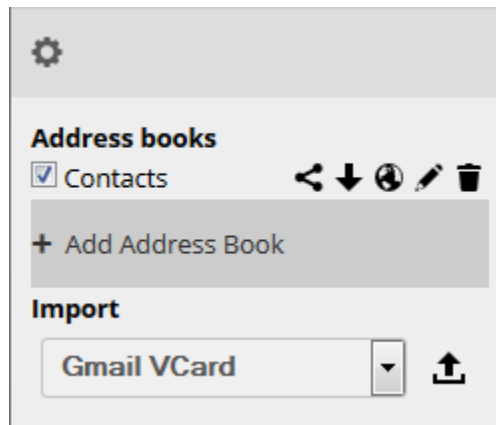 Address books
Contacts
+ Add Address Book
Import
Gmail VCard